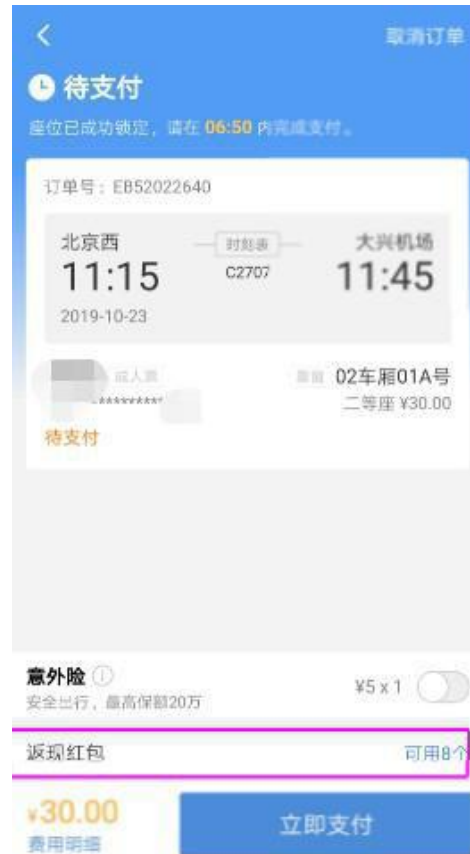 取消订单
待支付
座位已成功锁定，请在 06:50 内完成支付。
订单号：EB52022640
北京西 时刻表 大兴机场
11:15 C2707 11:45
2019-10-23
成人票 02车厢01A号
*********
二等座 ¥30.00
待支付
意外险
¥5 x 1
安全出行，最高保额20万
返现红包 可用8个
¥30.00
费用明细
立即支付